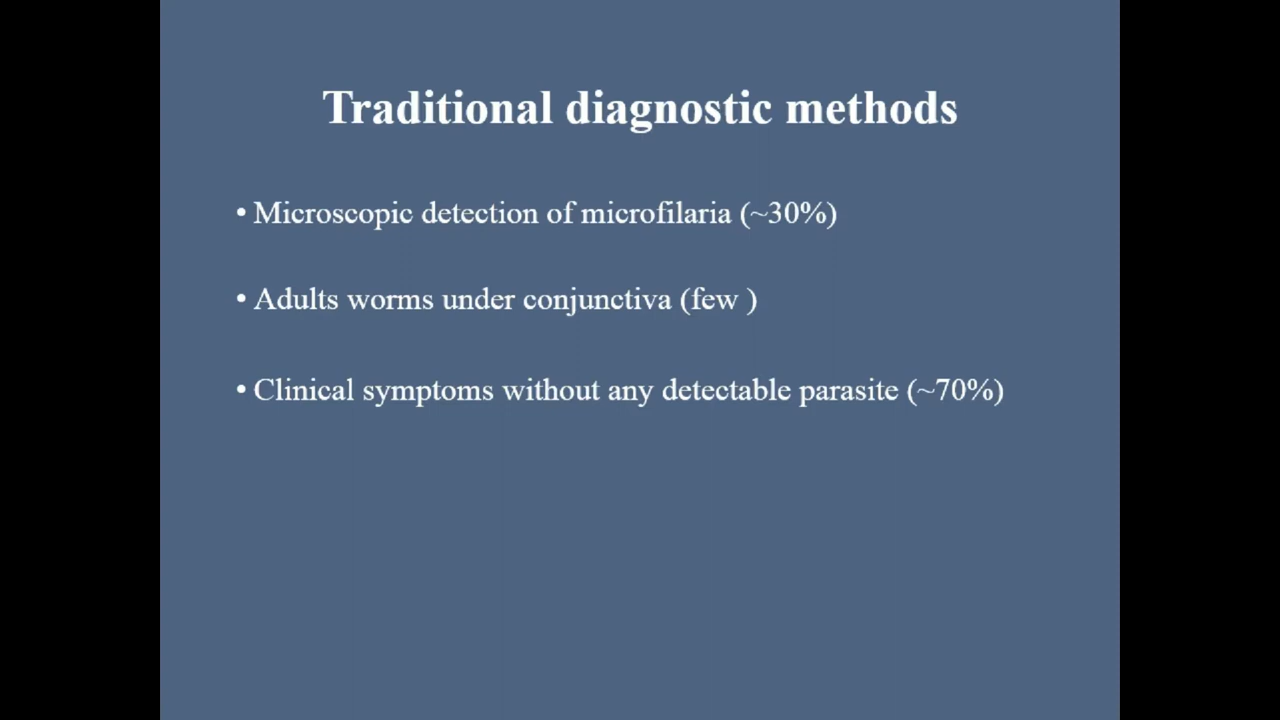 Traditional diagnostic methods
• Microscopic detection of microfilaria (~30%)
• Adults worms under conjunctiva (few )
• Clinical symptoms without any detectable parasite (~70%)